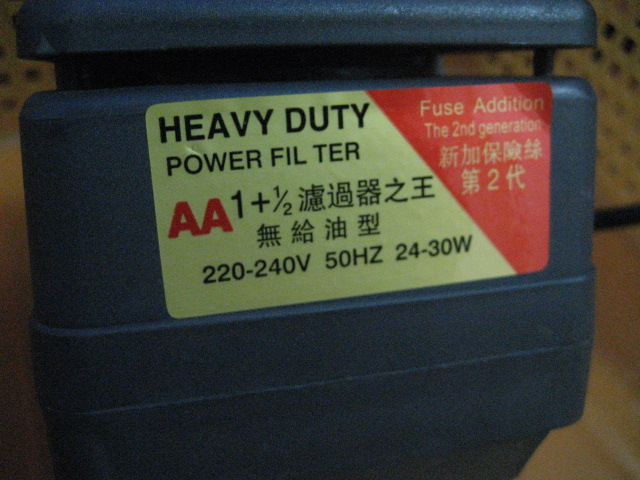 HEAVY DUTY
POWER FIL TER
AA 1+½ 濾過器之王
無給油型
220-240V 50HZ 24-30W
Fuse Addition
The 2nd generation
新加保險絲
第2代